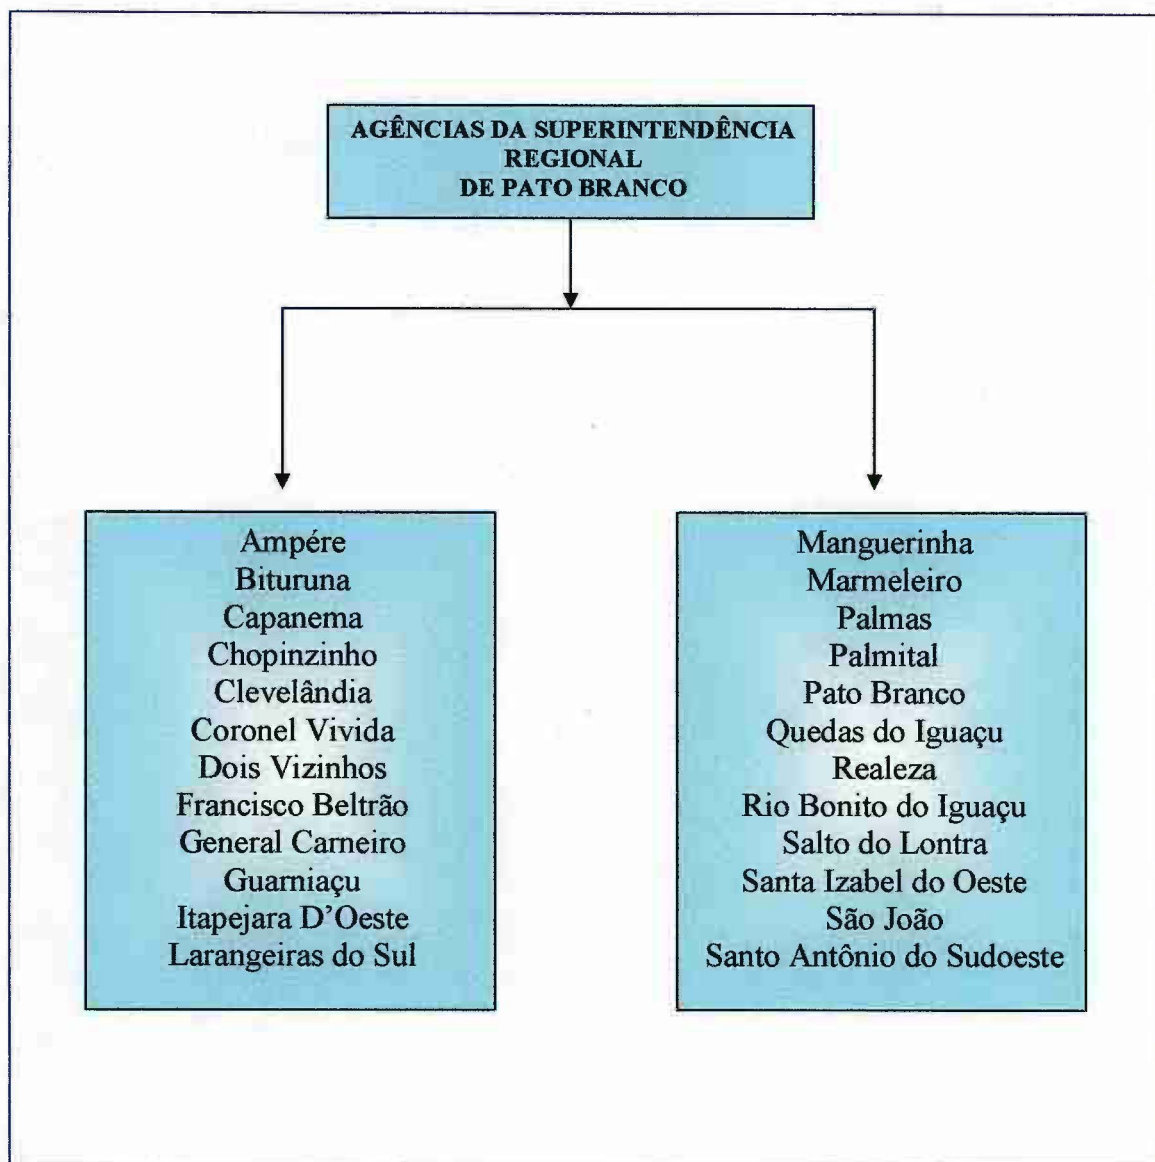 AGÊNCIAS DA SUPERINTENDÊNCIA
REGIONAL
DE PATO BRANCO
Ampére
Bituruna
Capanema
Chopinzinho
Clevelândia
Coronel Vivida
Dois Vizinhos
Francisco Beltrão
General Carneiro
Guarniaçu
Itapejara D’Oeste
Larangeiras do Sul
Manguerinha
Marmeleiro
Palmas
Palmital
Pato Branco
Quedas do Iguaçu
Realeza
Rio Bonito do Iguaçu
Salto do Lontra
Santa Izabel do Oeste
São João
Santo Antônio do Sudoeste